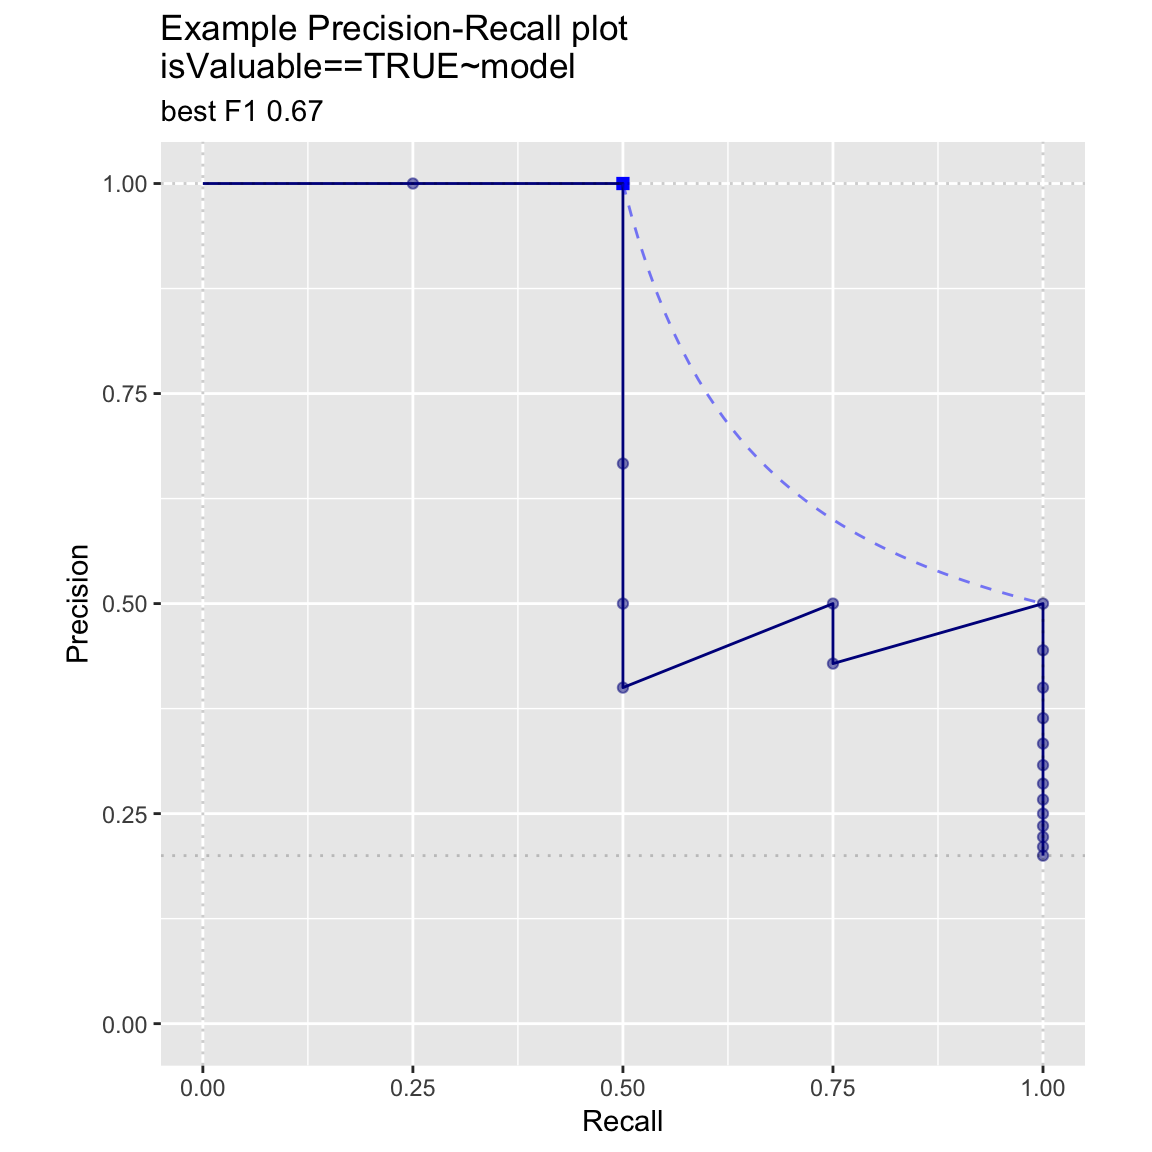 Example Precision-Recall plot
isValuable==TRUE~model
best F1 0.67
1.00
0.75
0.50
0.25
0.00
Precision
0.00 0.25 0.50 0.75 1.00
Recall